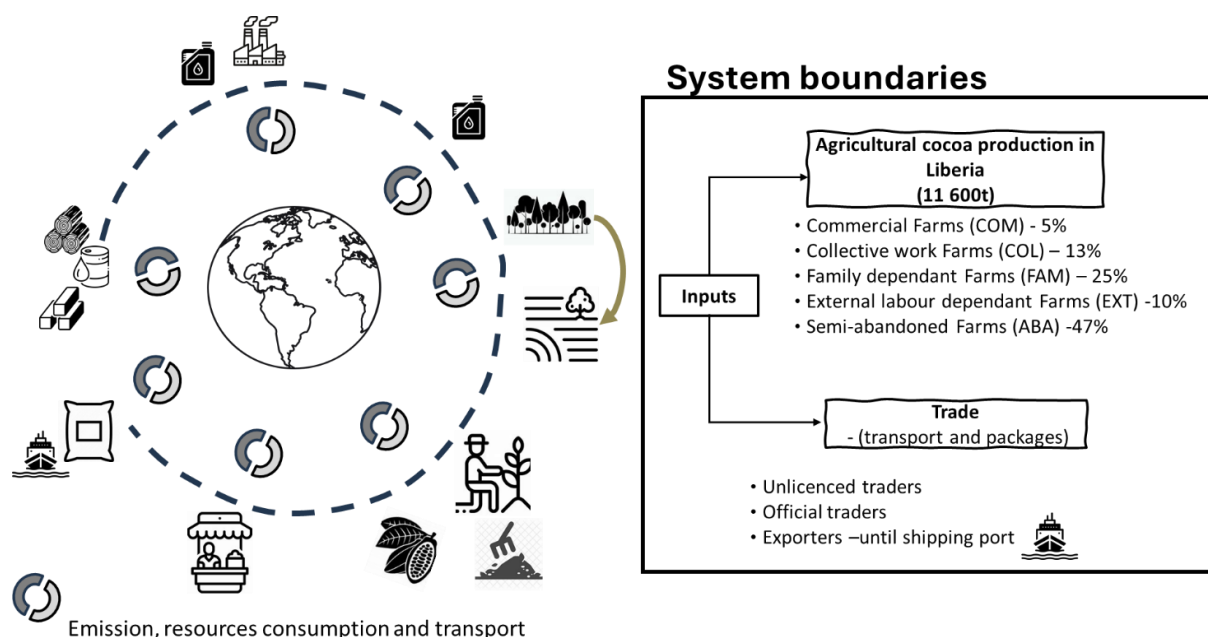 System boundaries
Agricultural cocoa production in
Liberia
(11 600t)
• Commercial Farms (COM) - 5%
• Collective work Farms (COL) – 13%
• Family dependant Farms (FAM) – 25%
• External labour dependant Farms (EXT) -10%
• Semi-abandoned Farms (ABA) -47%
Inputs
Trade
- (transport and packages)
• Unlicenced traders
• Official traders
• Exporters –until shipping port
Emission, resources consumption and transport